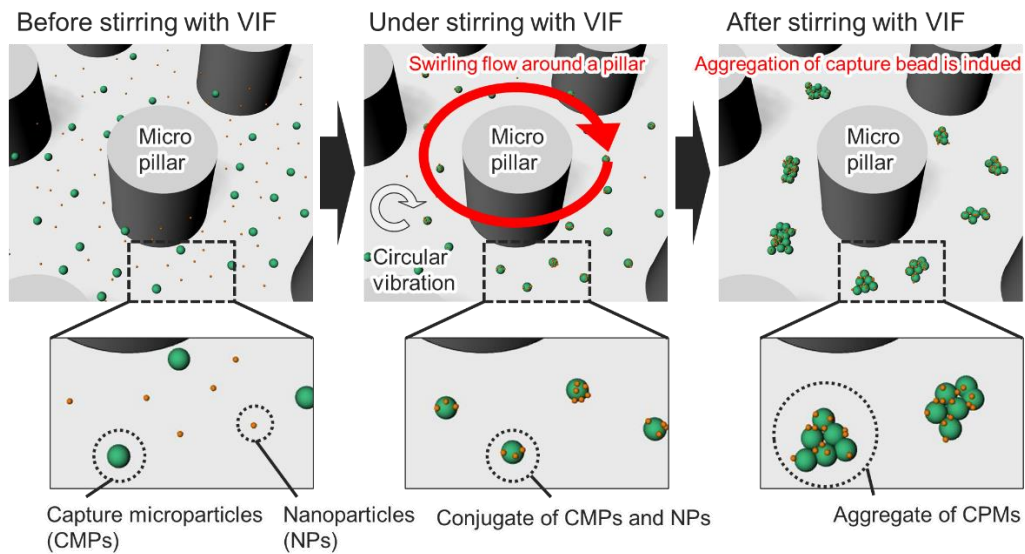 Before stirring with VIF
Under stirring with VIF
After stirring with VIF
Micro
pillar
Swirling flow around a pillar
Micro
pillar
Circular
vibration
Aggregation of capture bead is indued
Micro
pillar
Capture microparticles
(CMPs)
Nanoparticles
(NPs)
Conjugate of CMPs and NPs
Aggregate of CPMs